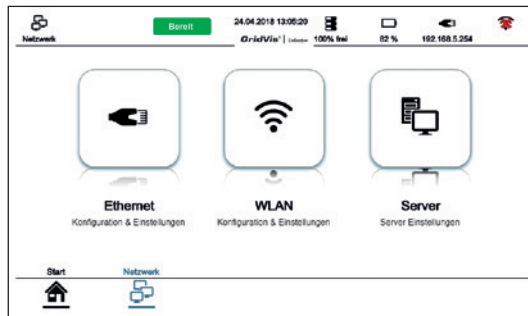 Netzwerk
Bereit
24.04.2018 13:05:20
GridVis® |
100% frei
82 %
192.168.5.254
Ethernet
Konfiguration & Einstellungen
WLAN
Konfiguration & Einstellungen
Server
Server Einstellungen
Start
Netzwerk